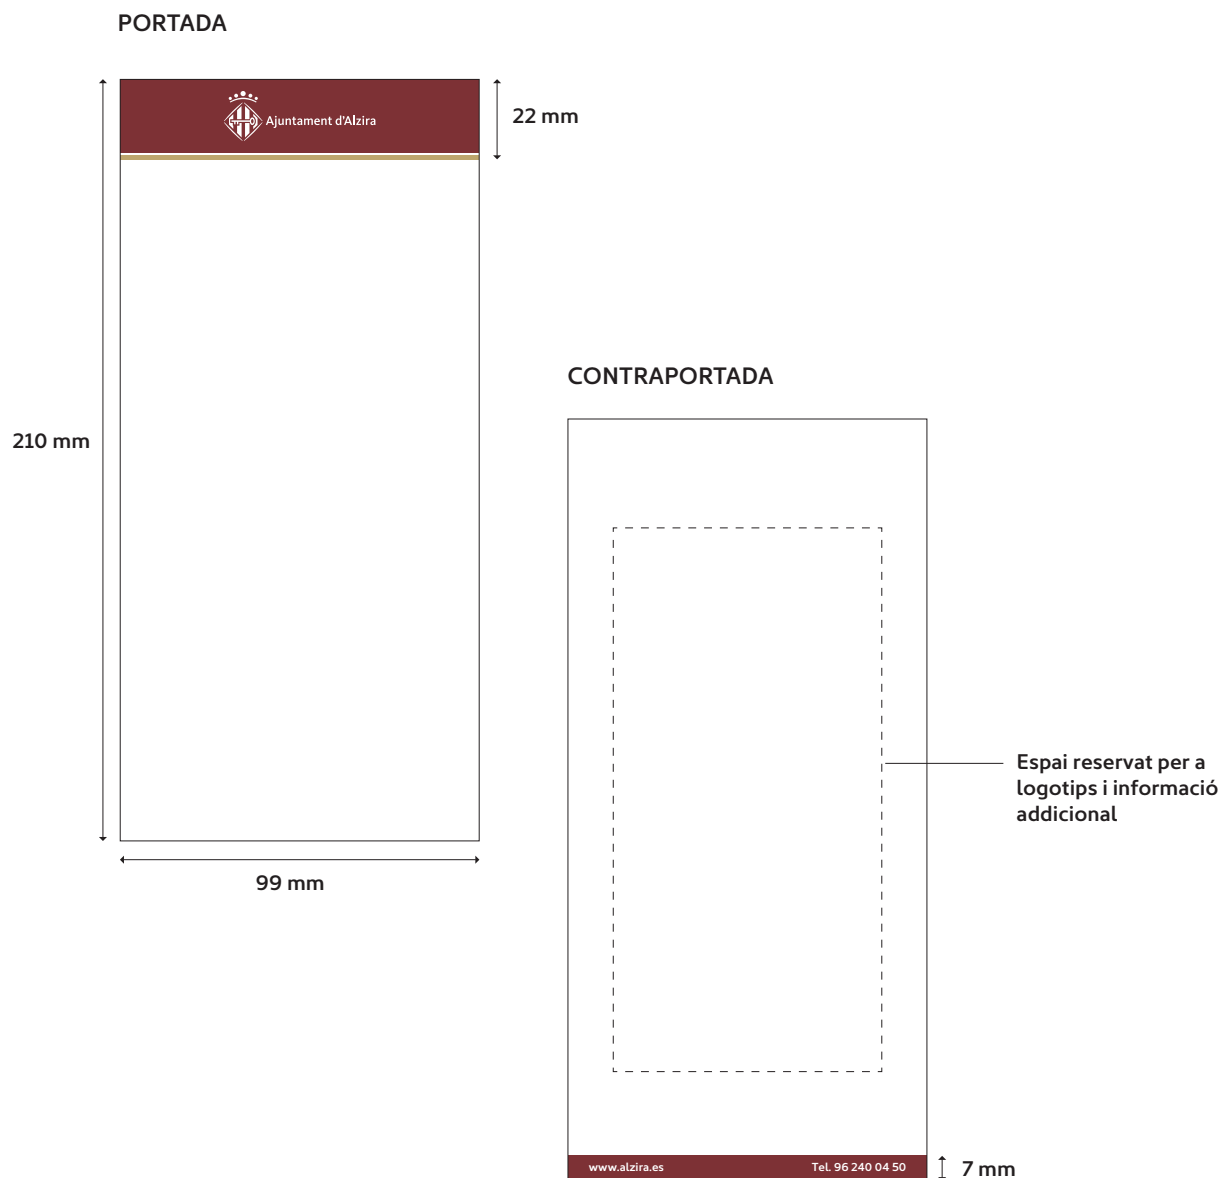 PORTADA
Ajuntament d'Alzira
22 mm
210 mm
99 mm
CONTRAPORTADA
Espai reservat per a
logotips i informació
addicional
www.alzira.es
Tel. 96 240 04 50
7 mm